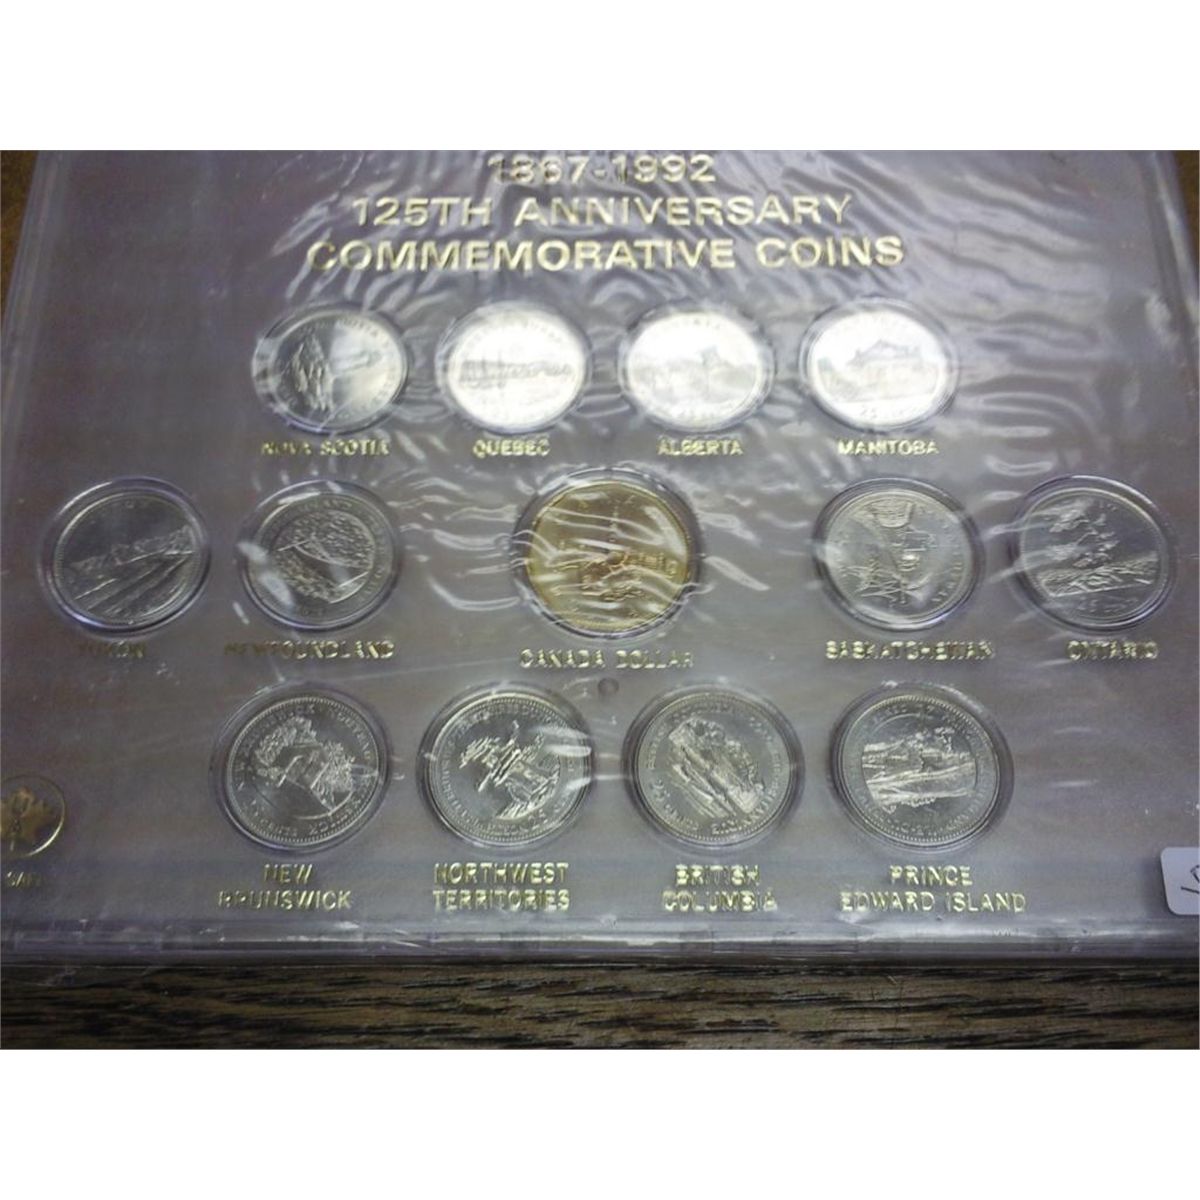 1867-1992
125TH ANNIVERSARY
COMMEMORATIVE COINS
NOVA SCOTIA
QUEBEC
ALBERTA
MANITOBA
YUKON
NEWFOUNDLAND
CANADA DOLLAR
SASKATCHEWAN
ONTARIO
NEW
BRUNSWICK
NORTHWEST
TERRITORIES
BRITISH
COLUMBIA
PRINCE
EDWARD ISLAND